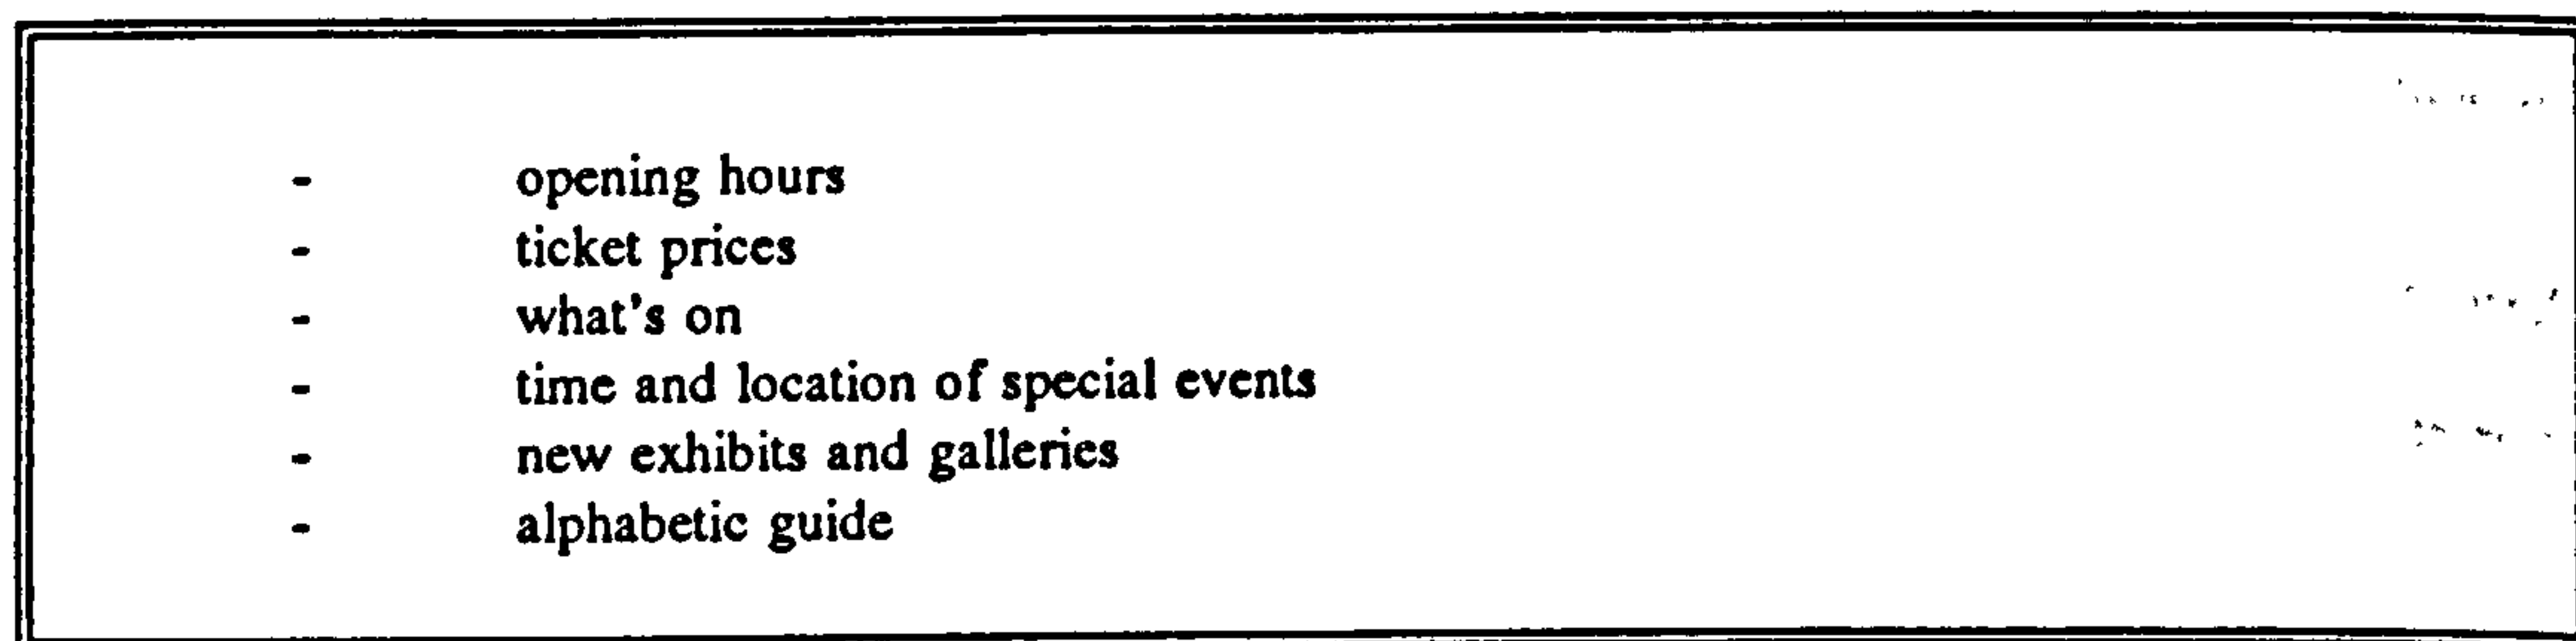 - opening hours
- ticket prices
- what's on
- time and location of special events
- new exhibits and galleries
- alphabetic guide